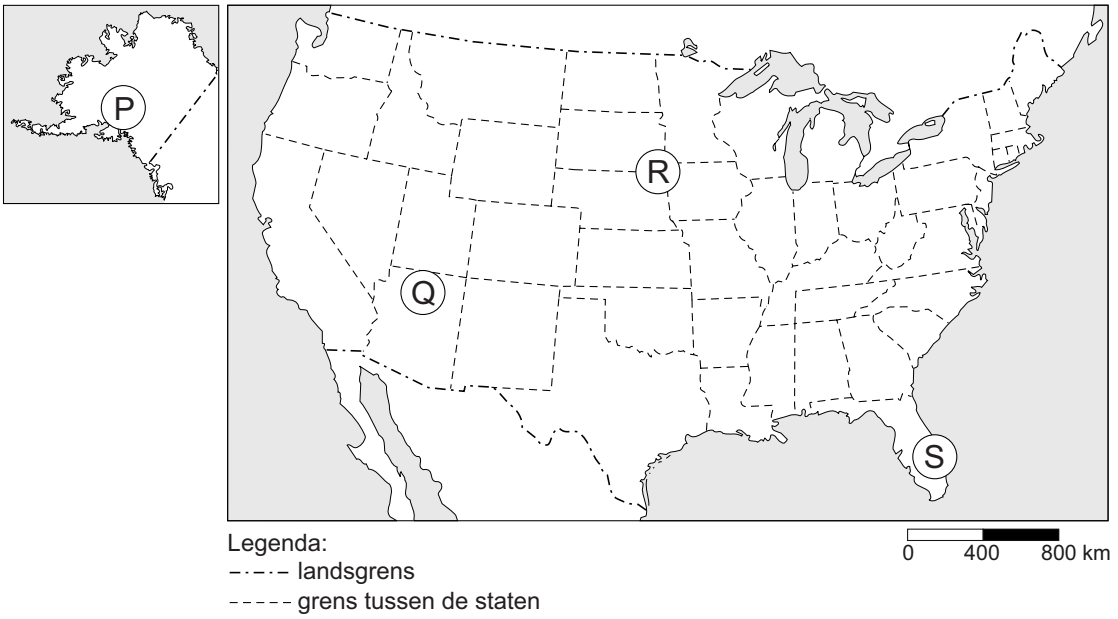 P
Q
R
S
Legenda:
landsgrens
grens tussen de staten
0 400 800 km